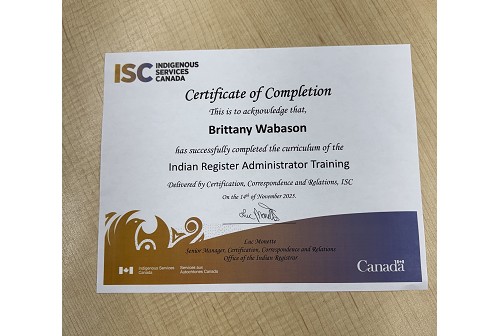 ISC INDIGENOUS
SERVICES
CANADA
Certificate of Completion
This is to acknowledge that,
Brittany Wabason
has successfully completed the curriculum of the
Indian Register Administrator Training
Delivered by Certification, Correspondence and Relations, ISC
On the 14th of November 2023.
Luc Monette
Senior Manager, Certification, Correspondence and Relations
Office of the Indian Registrar
Indigenous Services
Canada
Services aux
Autochtones Canada
Canada